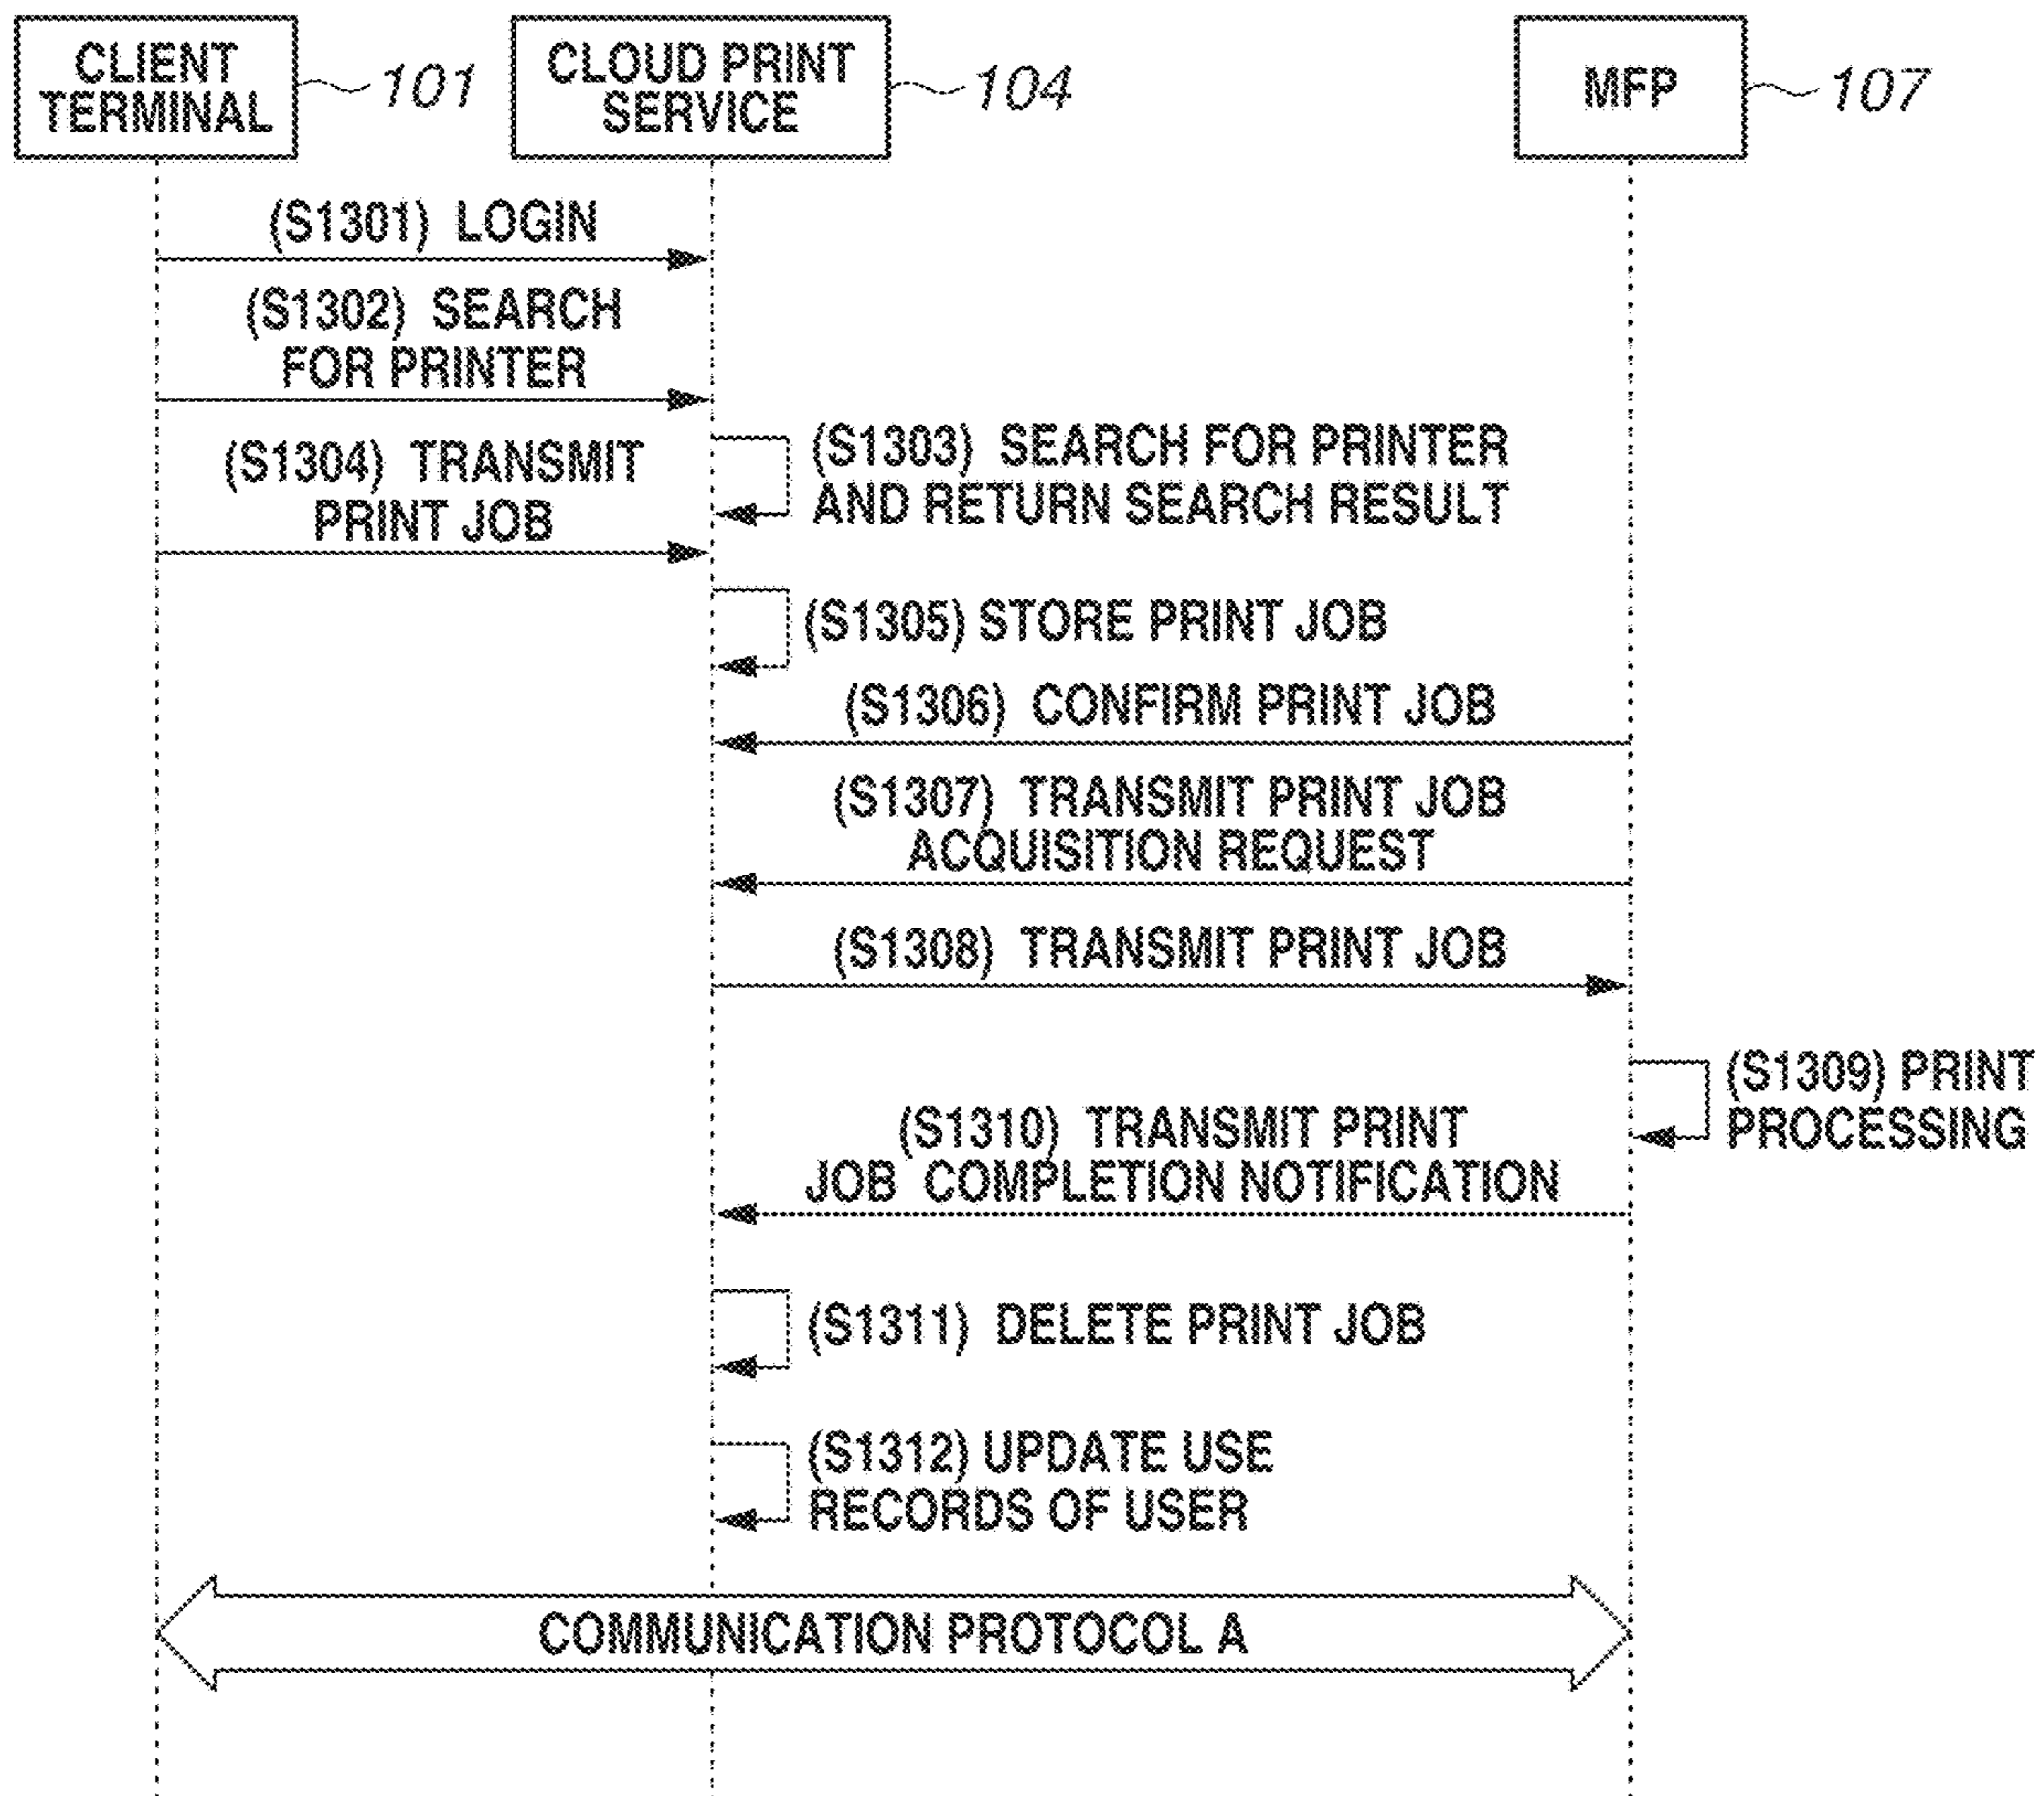 CLIENT
TERMINAL
101
CLOUD PRINT
SERVICE
104
MFP
107
(S1301) LOGIN
(S1302) SEARCH
FOR PRINTER
(S1303) SEARCH FOR PRINTER
AND RETURN SEARCH RESULT
(S1304) TRANSMIT
PRINT JOB
(S1305) STORE PRINT JOB
(S1306) CONFIRM PRINT JOB
(S1307) TRANSMIT PRINT JOB
ACQUISITION REQUEST
(S1308) TRANSMIT PRINT JOB
(S1309) PRINT
PROCESSING
(S1310) TRANSMIT PRINT
JOB COMPLETION NOTIFICATION
(S1311) DELETE PRINT JOB
(S1312) UPDATE USE
RECORDS OF USER
COMMUNICATION PROTOCOL A